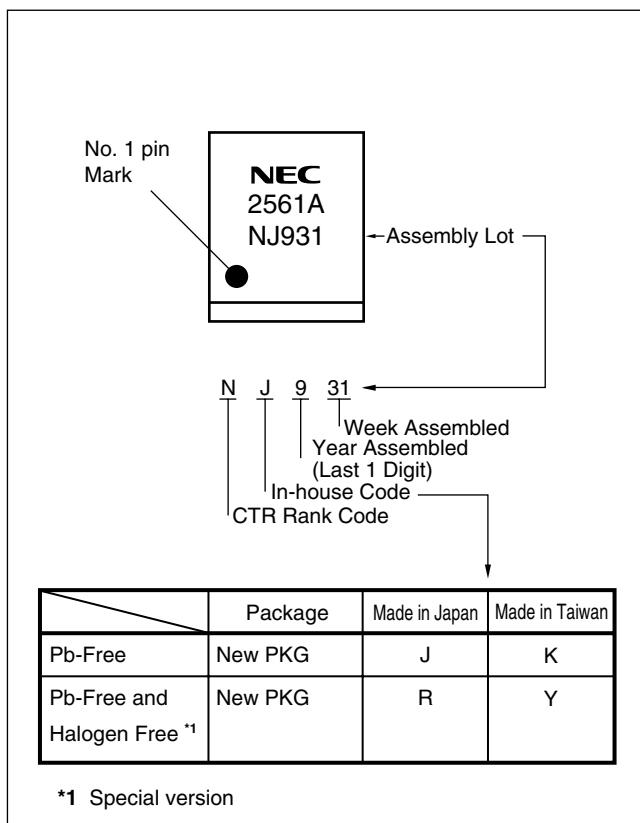 No. 1 pin
Mark
NEC
2561A
NJ931
Assembly Lot
N J 9 31
Week Assembled
Year Assembled
(Last 1 Digit)
In-house Code
CTR Rank Code
Package Made in Japan Made in Taiwan
Pb-Free New PKG J K
Pb-Free and New PKG R Y
Halogen Free *1
*1 Special version